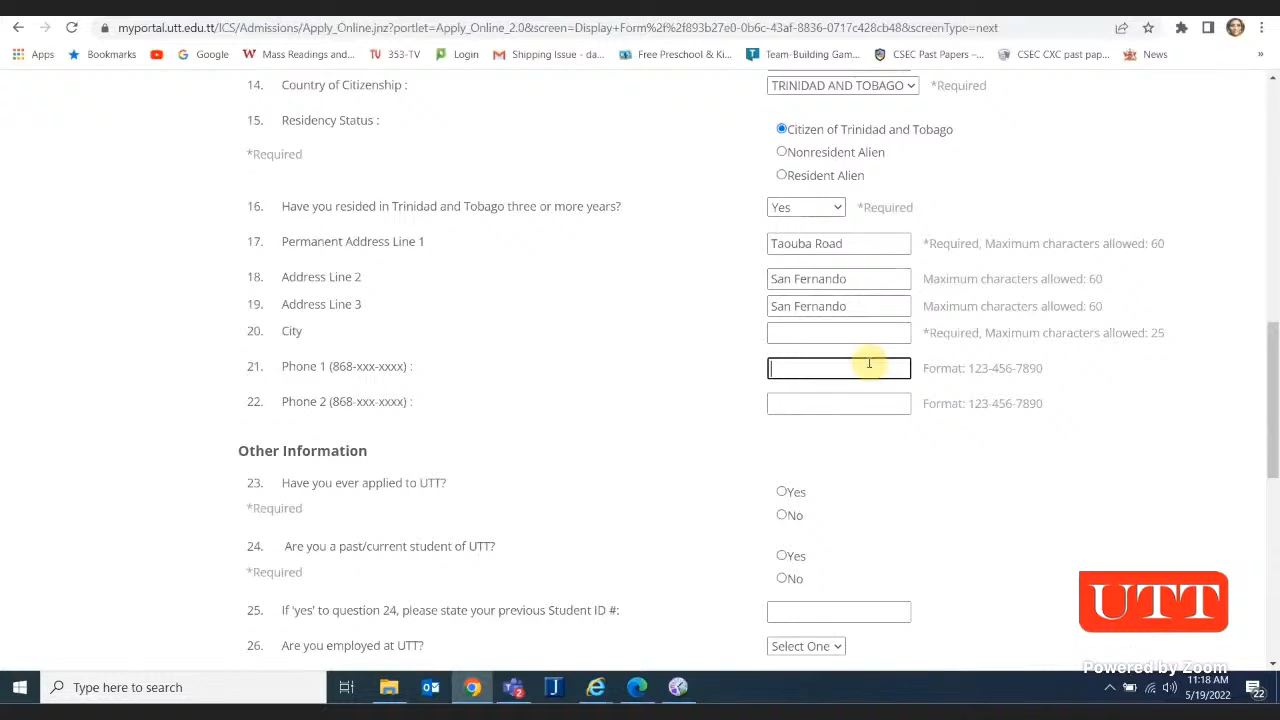 myportal.utt.edu.tt/ICS/Admissions/Apply_Online.jnz?portlet=Apply_Online_2.0&screen=Display+Form%2f%2f893b27e9-0b6c-43af-8836-0717c428cb48&screenType=next
Apps Bookmarks YouTube Google Mass Readings and... 353-TV Login Shipping Issue - da... Free Preschool & Ki... Team-Building Gam... CSEC Past Papers –... CSEC CXC past pap... News »
14. Country of Citizenship : TRINIDAD AND TOBAGO *Required
15. Residency Status :
Citizen of Trinidad and Tobago
*Required
Nonresident Alien
Resident Alien
16. Have you resided in Trinidad and Tobago three or more years? Yes *Required
17. Permanent Address Line 1 Taouba Road *Required, Maximum characters allowed: 60
18. Address Line 2 San Fernando Maximum characters allowed: 60
19. Address Line 3 San Fernando Maximum characters allowed: 60
20. City *Required, Maximum characters allowed: 25
21. Phone 1 (868-xxx-xxxx) : Format: 123-456-7890
22. Phone 2 (868-xxx-xxxx) : Format: 123-456-7890
Other Information
23. Have you ever applied to UTT?
Yes
*Required
No
24. Are you a past/current student of UTT?
Yes
*Required
No
25. If 'yes' to question 24, please state your previous Student ID #:
UTT
26. Are you employed at UTT? Select One
Powered by Zoom
Type here to search
11:18 AM
5/19/2022
22